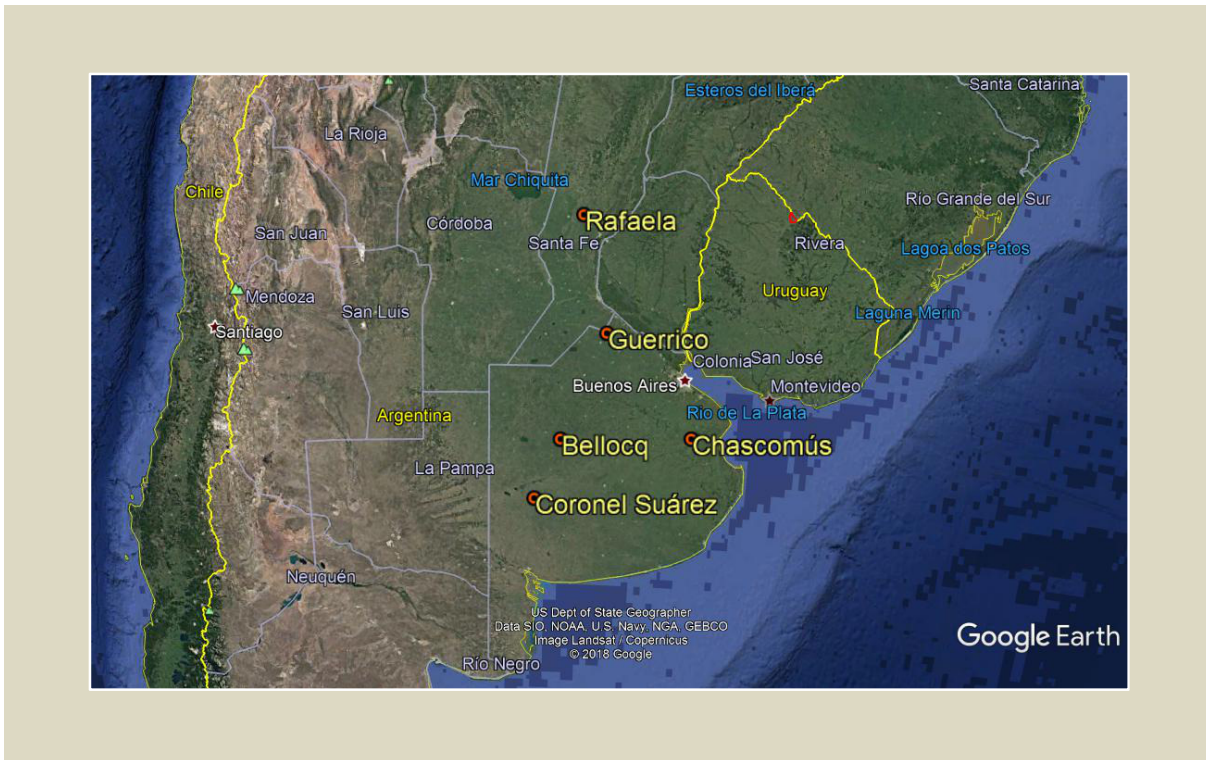 Santa Catarina
Esteros del Iberá
La Rioja
Mar Chiquita
Chile
Río Grande del Sur
Rafaela
Córdoba
San Juan
Santa Fe
Rivera
Lagoa dos Patos
Uruguay
Mendoza
San Luis
Laguna Merin
Santiago
Guerrico
Colonia
San José
Buenos Aires
Montevideo
Argentina
Rio de La Plata
Bellocq
Chascomús
La Pampa
Coronel Suárez
Neuquén
US Dept of State Geographer
Data SIO, NOAA, U.S. Navy, NGA, GEBCO
Image Landsat / Copernicus
© 2018 Google
Google Earth
Río Negro